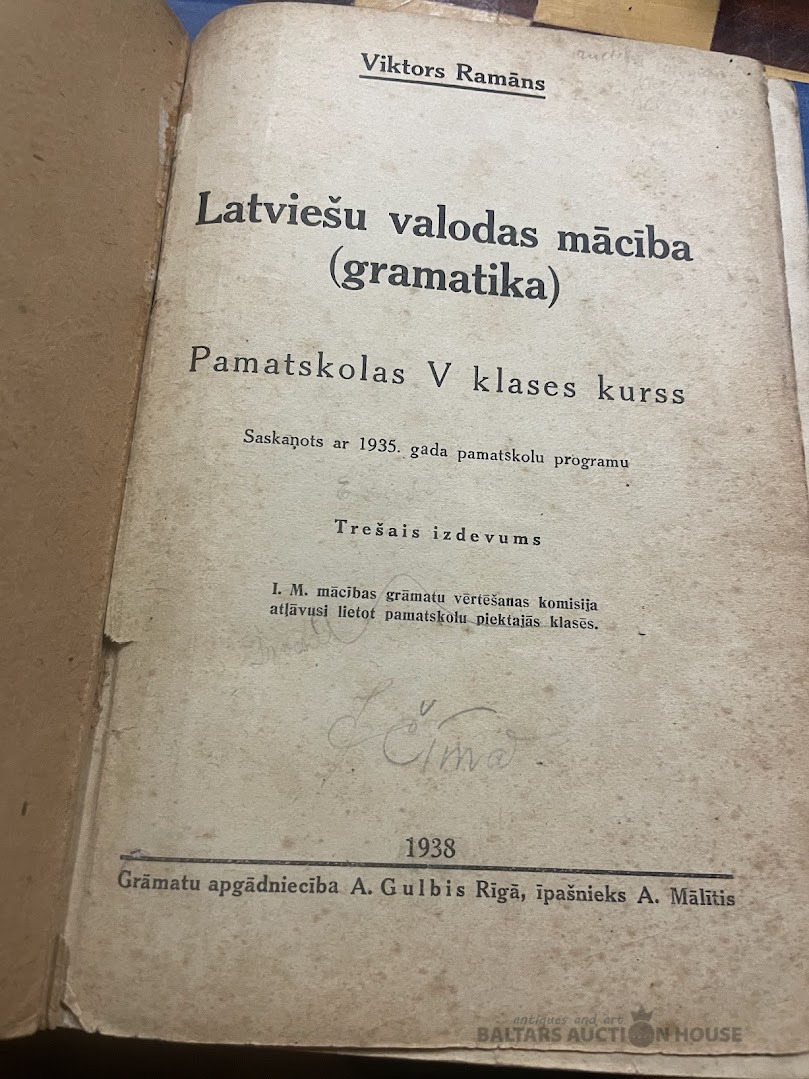 Viktors Ramāns
Latviešu valodas mācība
(gramatika)
Pamatskolas V klases kurss
Saskaņots ar 1935. gada pamatskolu programu
Trešais izdevums
I. M. mācības grāmatu vērtēšanas komisija
atļāvusi lietot pamatskolu piektajās klasēs.
1938
Grāmatu apgādniecība A. Gulbis Rīgā, īpašnieks A. Mālītis
antiques and art
BALTARS AUCTION HOUSE